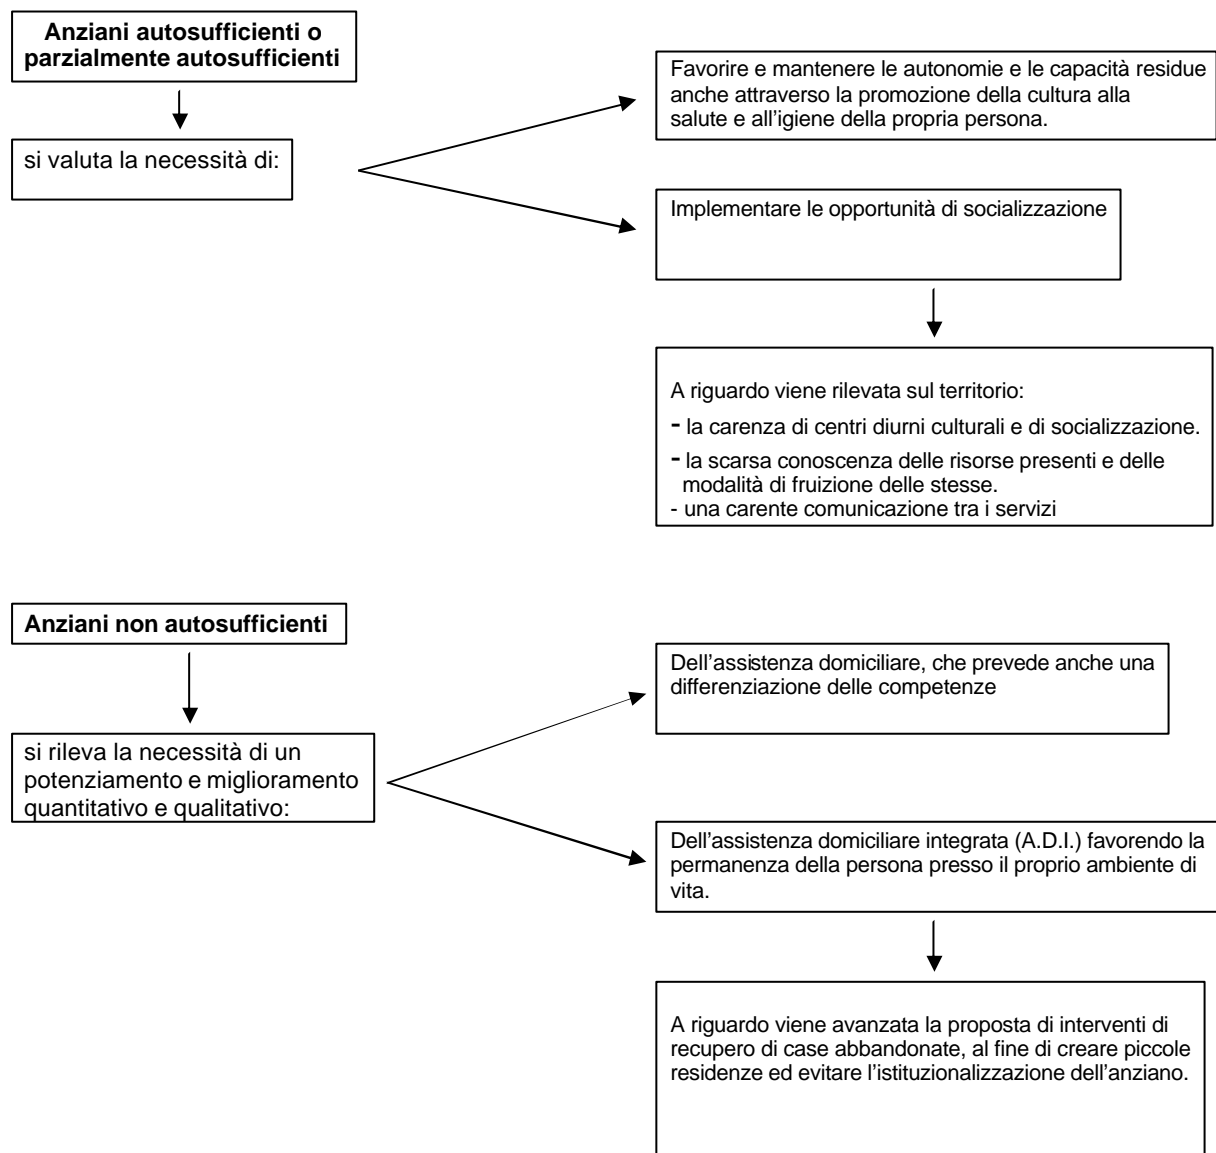 Anziani autosufficienti o
parzialmente autosufficienti
si valuta la necessità di:
Favorire e mantenere le autonomie e le capacità residue
anche attraverso la promozione della cultura alla
salute e all’igiene della propria persona.
Implementare le opportunità di socializzazione
A riguardo viene rilevata sul territorio:
- la carenza di centri diurni culturali e di socializzazione.
- la scarsa conoscenza delle risorse presenti e delle
modalità di fruizione delle stesse.
- una carente comunicazione tra i servizi
Anziani non autosufficienti
si rileva la necessità di un
potenziamento e miglioramento
quantitativo e qualitativo:
Dell’assistenza domiciliare, che prevede anche una
differenziazione delle competenze
Dell’assistenza domiciliare integrata (A.D.I.) favorendo la
permanenza della persona presso il proprio ambiente di
vita.
A riguardo viene avanzata la proposta di interventi di
recupero di case abbandonate, al fine di creare piccole
residenze ed evitare l’istituzionalizzazione dell’anziano.